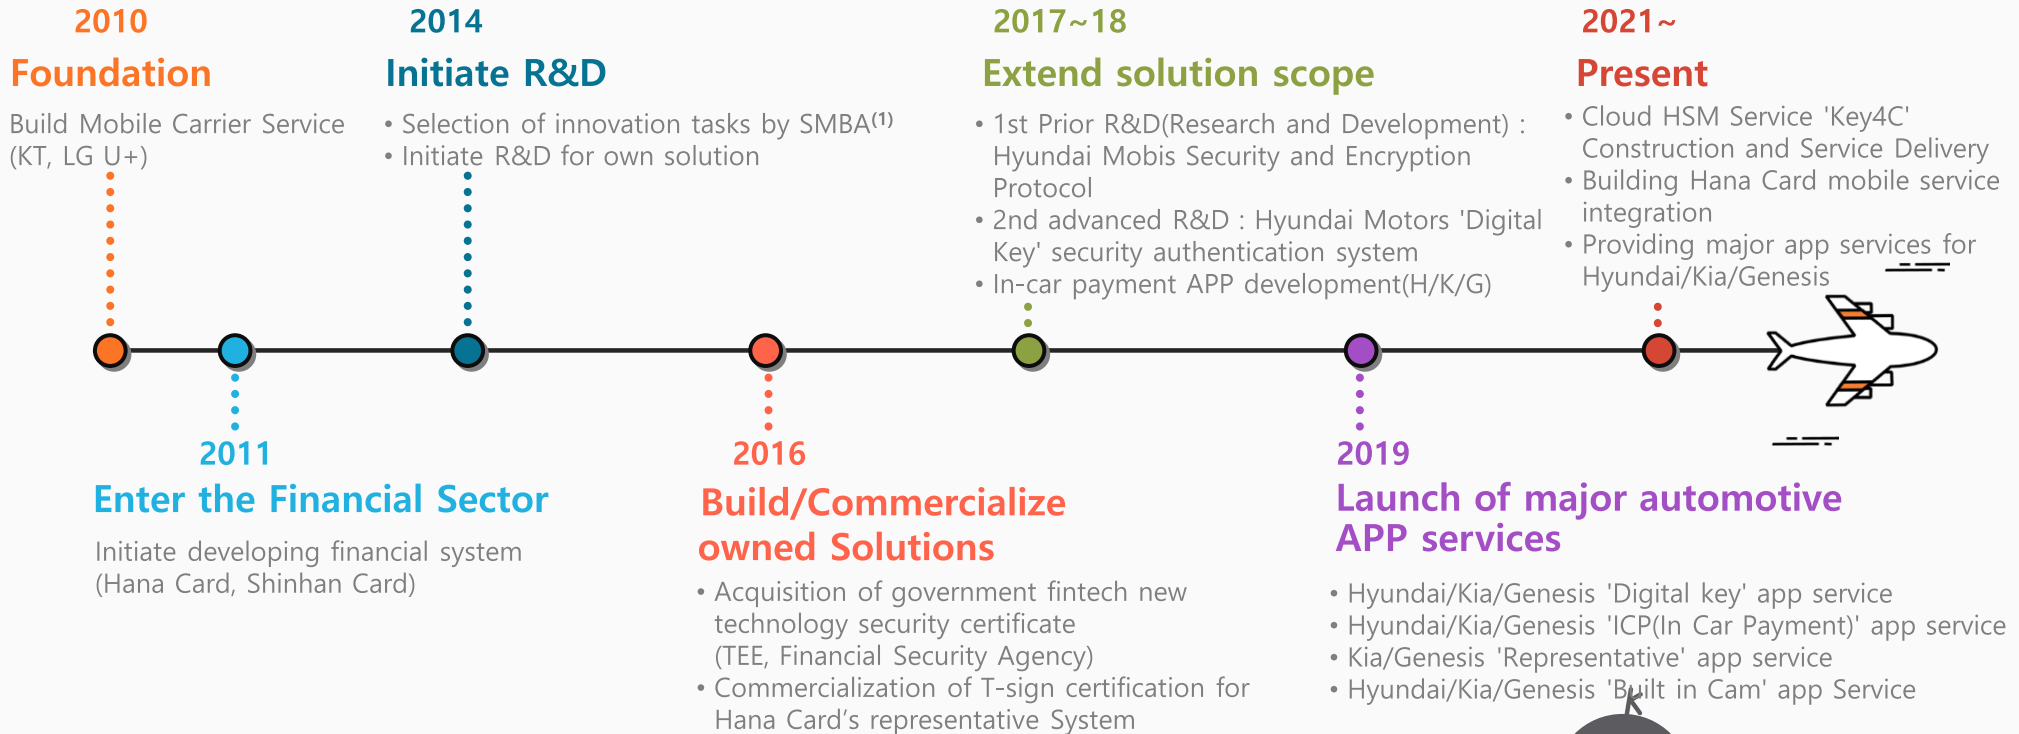 2010
Foundation
Build Mobile Carrier Service
(KT, LG U+)
2014
Initiate R&D
• Selection of innovation tasks by SMBA⁽¹⁾
• Initiate R&D for own solution
2017~18
Extend solution scope
• 1st Prior R&D(Research and Development) :
Hyundai Mobis Security and Encryption
Protocol
• 2nd advanced R&D : Hyundai Motors 'Digital
Key' security authentication system
• In-car payment APP development(H/K/G)
2021~
Present
• Cloud HSM Service 'Key4C'
Construction and Service Delivery
• Building Hana Card mobile service
integration
• Providing major app services for
Hyundai/Kia/Genesis
2011
Enter the Financial Sector
Initiate developing financial system
(Hana Card, Shinhan Card)
2016
Build/Commercialize
owned Solutions
• Acquisition of government fintech new
technology security certificate
(TEE, Financial Security Agency)
• Commercialization of T-sign certification for
Hana Card’s representative System
2019
Launch of major automotive
APP services
• Hyundai/Kia/Genesis 'Digital key' app service
• Hyundai/Kia/Genesis 'ICP(In Car Payment)' app service
• Kia/Genesis 'Representative' app service
• Hyundai/Kia/Genesis 'Built in Cam' app Service